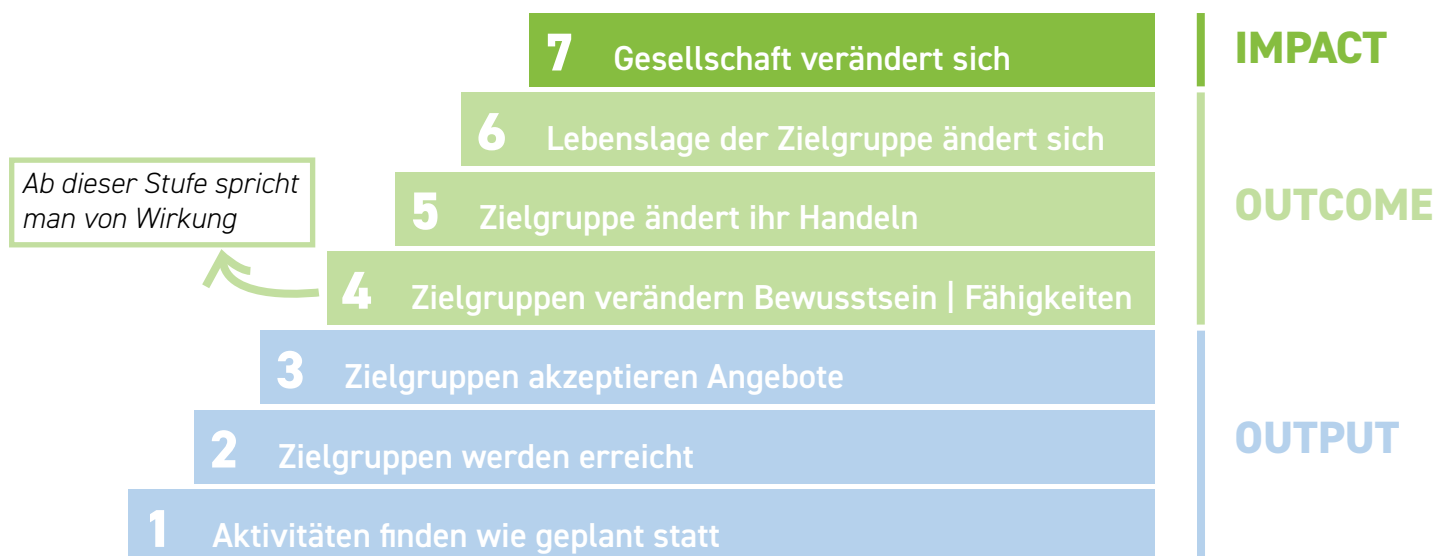 7 Gesellschaft verändert sich
IMPACT
6 Lebenslage der Zielgruppe ändert sich
Ab dieser Stufe spricht
man von Wirkung
5 Zielgruppe ändert ihr Handeln
OUTCOME
4 Zielgruppen verändern Bewusstsein | Fähigkeiten
3 Zielgruppen akzeptieren Angebote
2 Zielgruppen werden erreicht
OUTPUT
1 Aktivitäten finden wie geplant statt